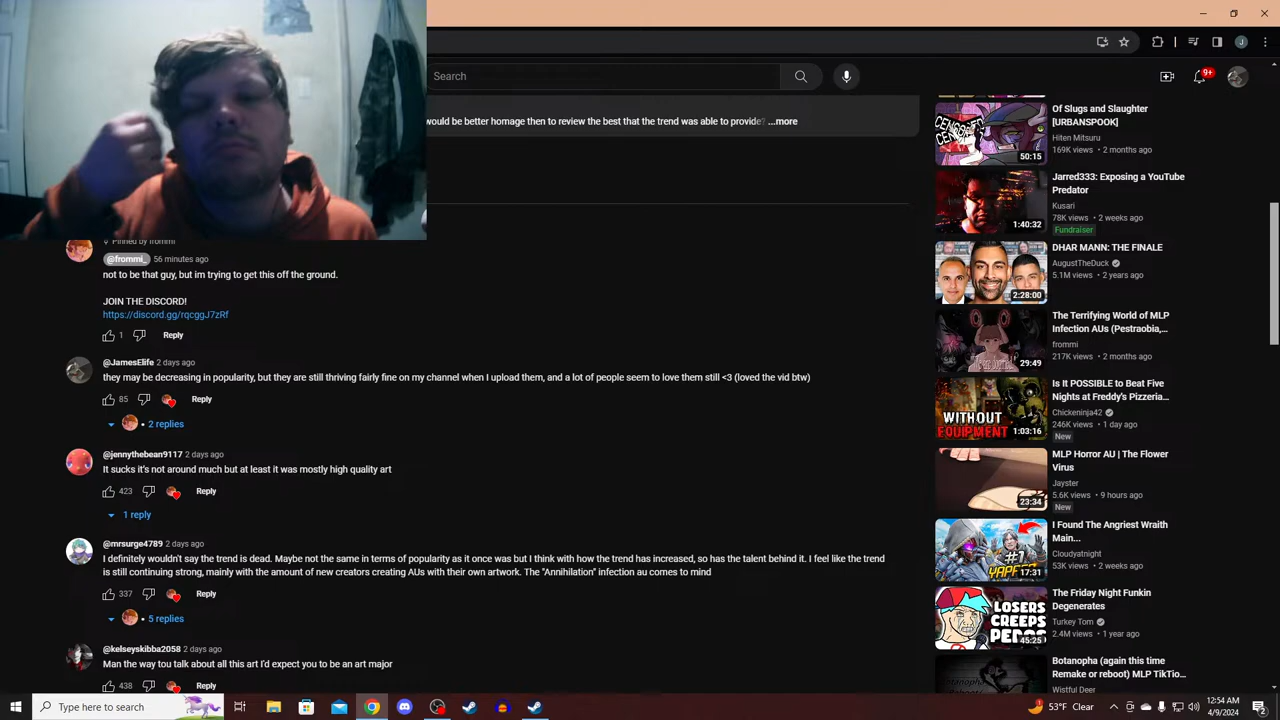 Search
9+
J
would be better homage then to review the best that the trend was able to provide? ...more
Pinned by frommi
@frommi_ 56 minutes ago
not to be that guy, but im trying to get this off the ground.
JOIN THE DISCORD!
https://discord.gg/rqcggJ7zRf
1 Reply
@JamesElife 2 days ago
they may be decreasing in popularity, but they are still thriving fairly fine on my channel when I upload them, and a lot of people seem to love them still <3 (loved the vid btw)
85 Reply
2 replies
@jennythebean9117 2 days ago
It sucks it's not around much but at least it was mostly high quality art
423 Reply
1 reply
@mrsurge4789 2 days ago
I definitely wouldn't say the trend is dead. Maybe not the same in terms of popularity as it once was but I think with how the trend has increased, so has the talent behind it. I feel like the trend
is still continuing strong, mainly with the amount of new creators creating AUs with their own artwork. The "Annihilation" infection au comes to mind
337 Reply
5 replies
@kelseyskibba2058 2 days ago
Man the way tou talk about all this art I'd expect you to be an art major
438 Reply
CENSORED
CENSORED
50:15
Of Slugs and Slaughter
[URBANSPOOK]
Hiten Mitsuru
169K views • 2 months ago
1:40:32
Jarred333: Exposing a YouTube
Predator
Kusari
78K views • 2 weeks ago
Fundraiser
2:28:00
DHAR MANN: THE FINALE
AugustTheDuck
5.1M views • 2 years ago
29:49
The Terrifying World of MLP
Infection AUs (Pestraobia,...
frommi
217K views • 2 months ago
WITHOUT
EQUIPMENT
1:03:16
Is It POSSIBLE to Beat Five
Nights at Freddy's Pizzeria...
Chickeninja42
246K views • 1 day ago
New
23:34
MLP Horror AU | The Flower
Virus
Jayster
5.6K views • 9 hours ago
New
#1
17:31
I Found The Angriest Wraith
Main...
Cloudyatnight
53K views • 2 weeks ago
LOSERS
CREEPS
PEDOS
45:25
The Friday Night Funkin
Degenerates
Turkey Tom
2.4M views • 1 year ago
Botanopha (again this time
Remake or reboot) MLP TikTio...
Wistful Deer
Type here to search
53°F Clear
12:54 AM
4/9/2024
2